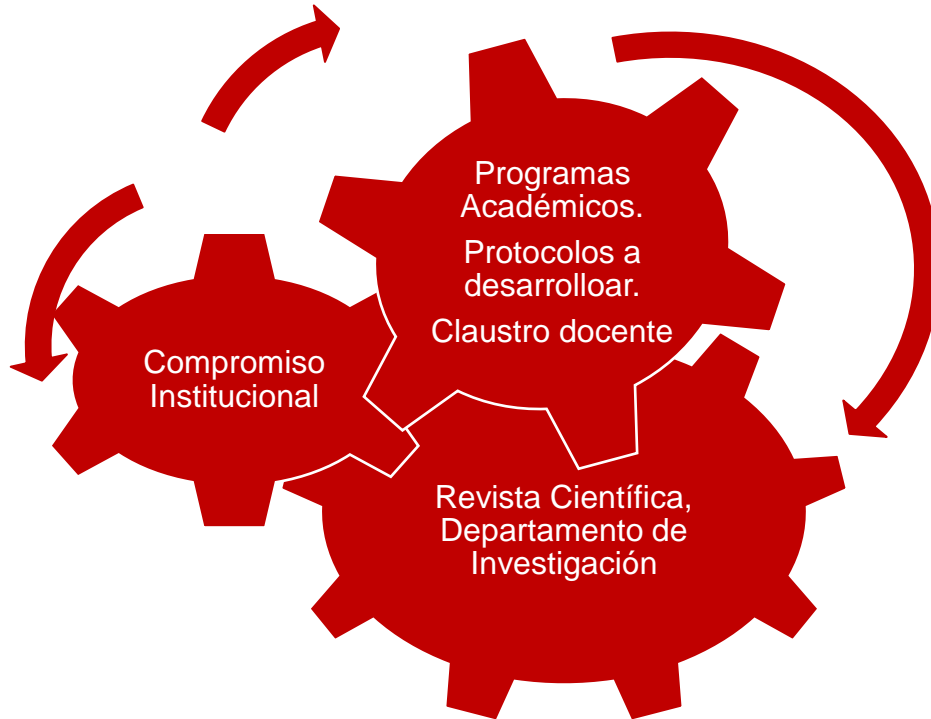 Programas
Académicos.
Protocolos a
desarrolloar.
Claustro docente
Compromiso
Institucional
Revista Científica,
Departamento de
Investigación